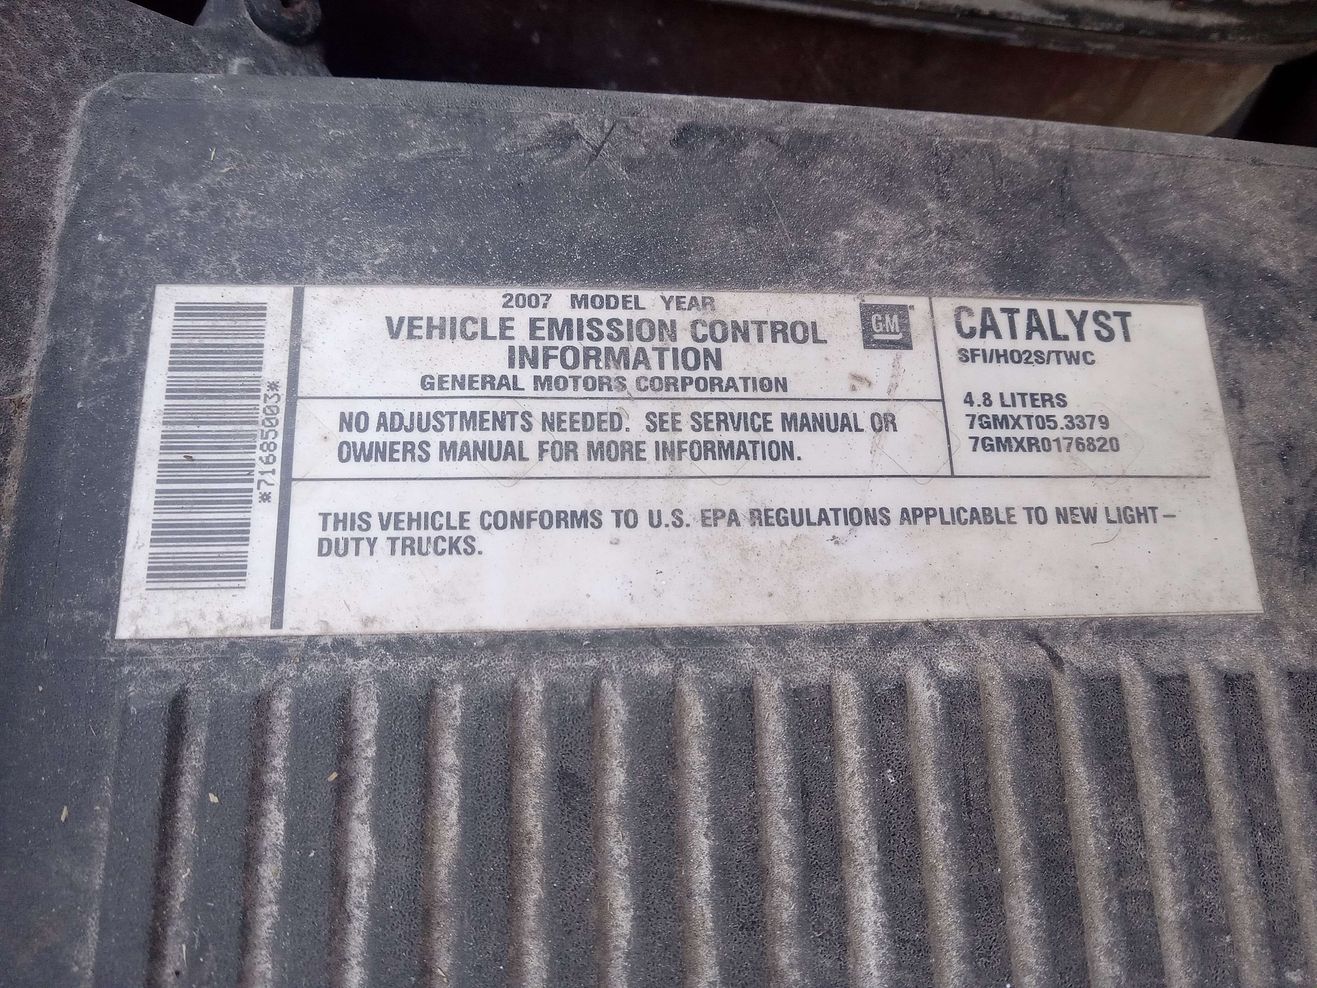 *71685003*
2007 MODEL YEAR
VEHICLE EMISSION CONTROL
INFORMATION
GENERAL MOTORS CORPORATION
GM
NO ADJUSTMENTS NEEDED. SEE SERVICE MANUAL OR
OWNERS MANUAL FOR MORE INFORMATION.
CATALYST
SFI/HO2S/TWC
4.8 LITERS
7GMXT05.3379
7GMXR0176820
THIS VEHICLE CONFORMS TO U.S. EPA REGULATIONS APPLICABLE TO NEW LIGHT-
DUTY TRUCKS.